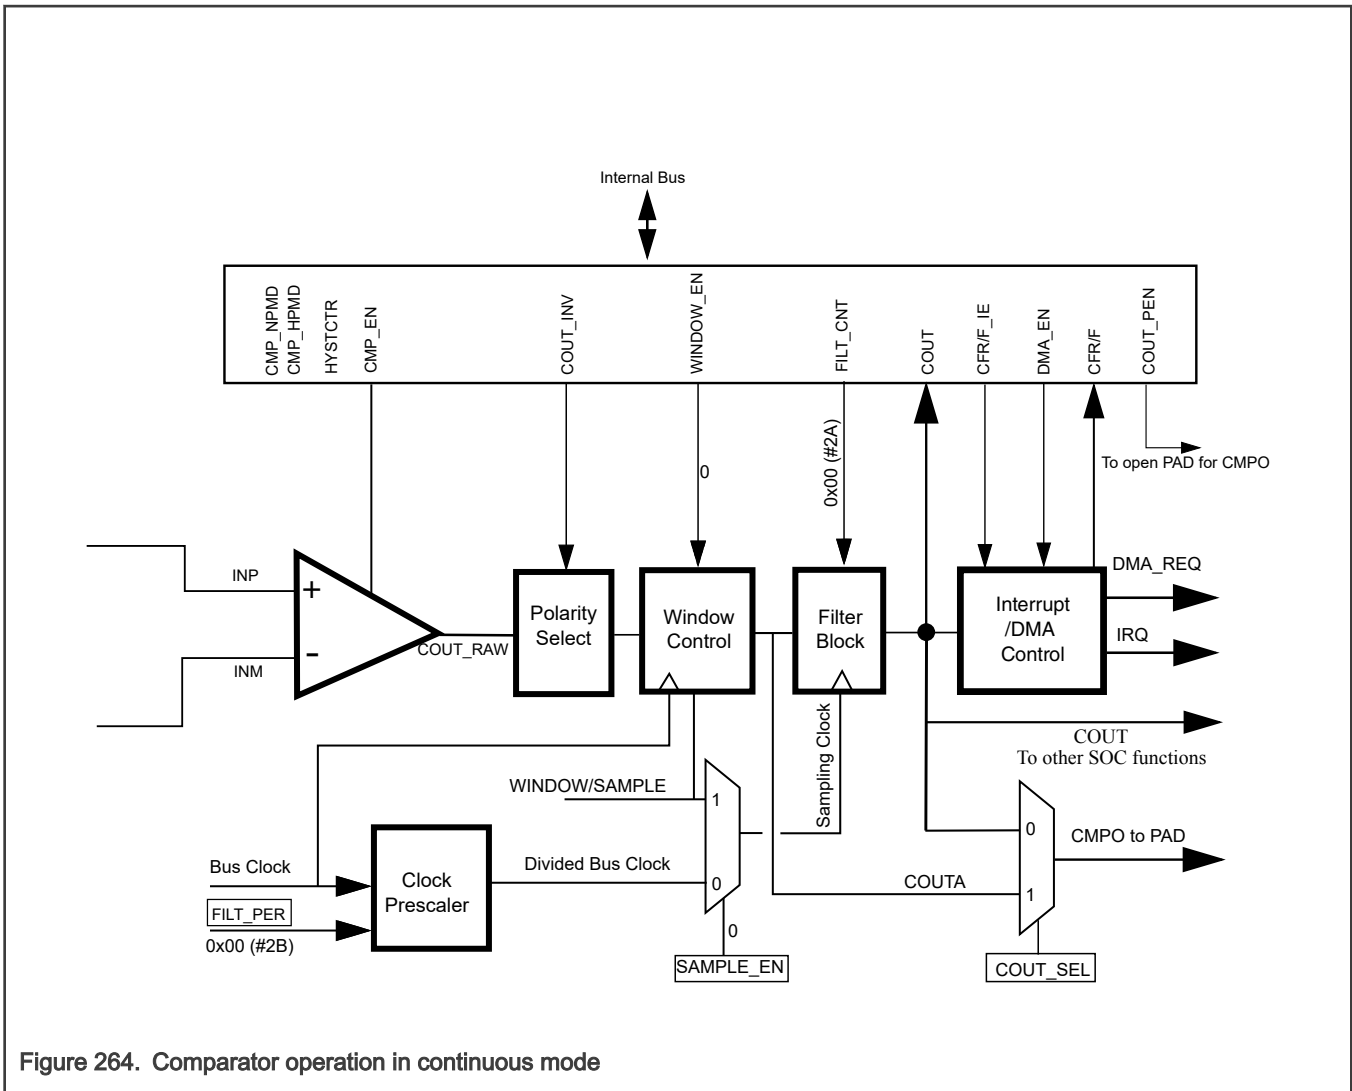 Internal Bus
CMP_NPMD
CMP_HPMD
HYSTCTR
CMP_EN
COUT_INV
WINDOW_EN
FILT_CNT
COUT
CFR/F_IE
DMA_EN
CFR/F
COUT_PEN
0
0x00 (#2A)
To open PAD for CMPO
INP
+
-
INM
COUT_RAW
Polarity
Select
Window
Control
Filter
Block
Interrupt
/DMA
Control
DMA_REQ
IRQ
COUT
To other SOC functions
WINDOW/SAMPLE
1
Sampling Clock
0
CMPO to PAD
Bus Clock
Clock
Prescaler
Divided Bus Clock
0
COUTA
1
FILT_PER
0x00 (#2B)
0
SAMPLE_EN
COUT_SEL
Figure 264. Comparator operation in continuous mode